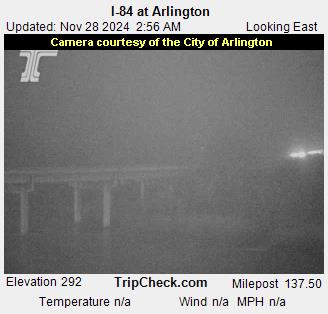 I-84 at Arlington
Updated: Nov 28 2024 2:56 AM Looking East
Camera courtesy of the City of Arlington
Elevation 292 TripCheck.com Milepost 137.50
Temperature n/a Wind n/a MPH n/a